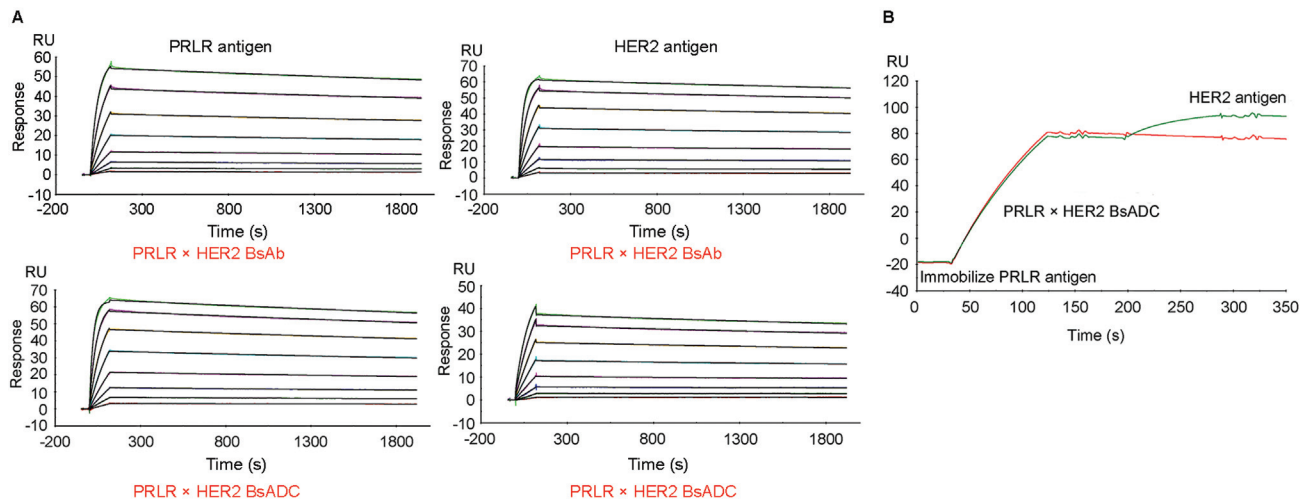 A
RU
PRLR antigen
60
50
40
30
20
10
0
-10
Response
-200 300 800 1300 1800
Time (s)
PRLR × HER2 BsAb
RU
HER2 antigen
70
60
50
40
30
20
10
0
-10
-200 300 800 1300 1800
Time (s)
PRLR × HER2 BsAb
RU
70
60
50
40
30
20
10
0
-10
Response
-200 300 800 1300 1800
Time (s)
PRLR × HER2 BsADC
RU
50
40
30
20
10
0
-10
Response
-200 300 800 1300 1800
Time (s)
PRLR × HER2 BsADC
B
RU
120
100
80
60
40
20
0
-20
-40
HER2 antigen
PRLR × HER2 BsADC
Immobilize PRLR antigen
0 50 100 150 200 250 300 350
Time (s)